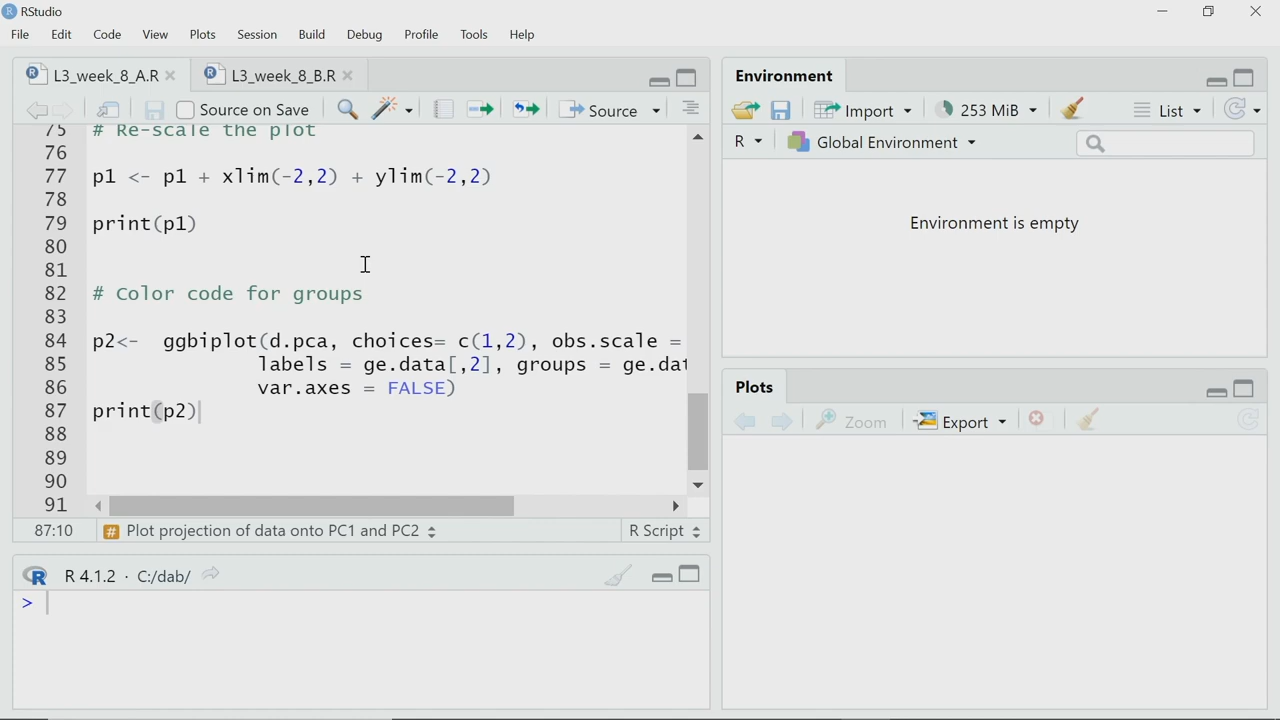 RStudio
File Edit Code View Plots Session Build Debug Profile Tools Help
L3_week_8_A.R L3_week_8_B.R
Source on Save Source
75 # Re-scale the plot
76
77 p1 <- p1 + xlim(-2,2) + ylim(-2,2)
78
79 print(p1)
80
81
82 # Color code for groups
83
84 p2<- ggbiplot(d.pca, choices= c(1,2), obs.scale =
85 labels = ge.data[,2], groups = ge.dat
86 var.axes = FALSE)
87 print(p2)
88
89
90
91
87:10 # Plot projection of data onto PC1 and PC2 R Script
R R 4.1.2 · C:/dab/
>
Environment
Import 253 MiB List
R Global Environment
Environment is empty
Plots
Zoom Export